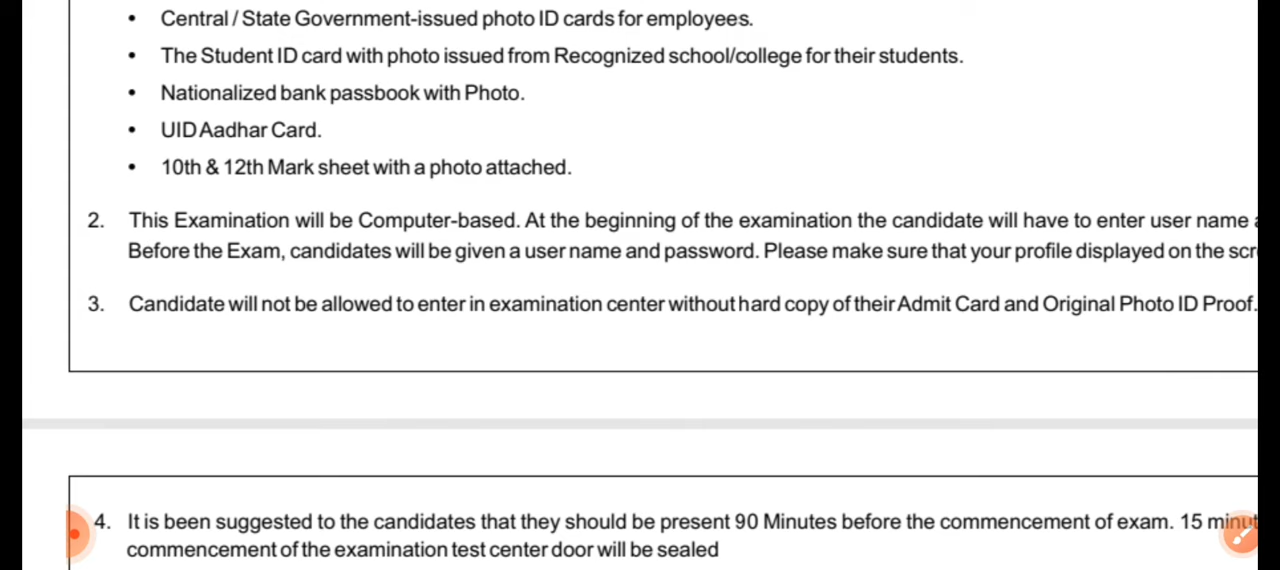 • Central / State Government-issued photo ID cards for employees.
• The Student ID card with photo issued from Recognized school/college for their students.
• Nationalized bank passbook with Photo.
• UID Aadhar Card.
• 10th & 12th Mark sheet with a photo attached.
2. This Examination will be Computer-based. At the beginning of the examination the candidate will have to enter user name
Before the Exam, candidates will be given a user name and password. Please make sure that your profile displayed on the
3. Candidate will not be allowed to enter in examination center without hard copy of their Admit Card and Original Photo ID Proof.
4. It is been suggested to the candidates that they should be present 90 Minutes before the commencement of exam. 15
commencement of the examination test center door will be sealed